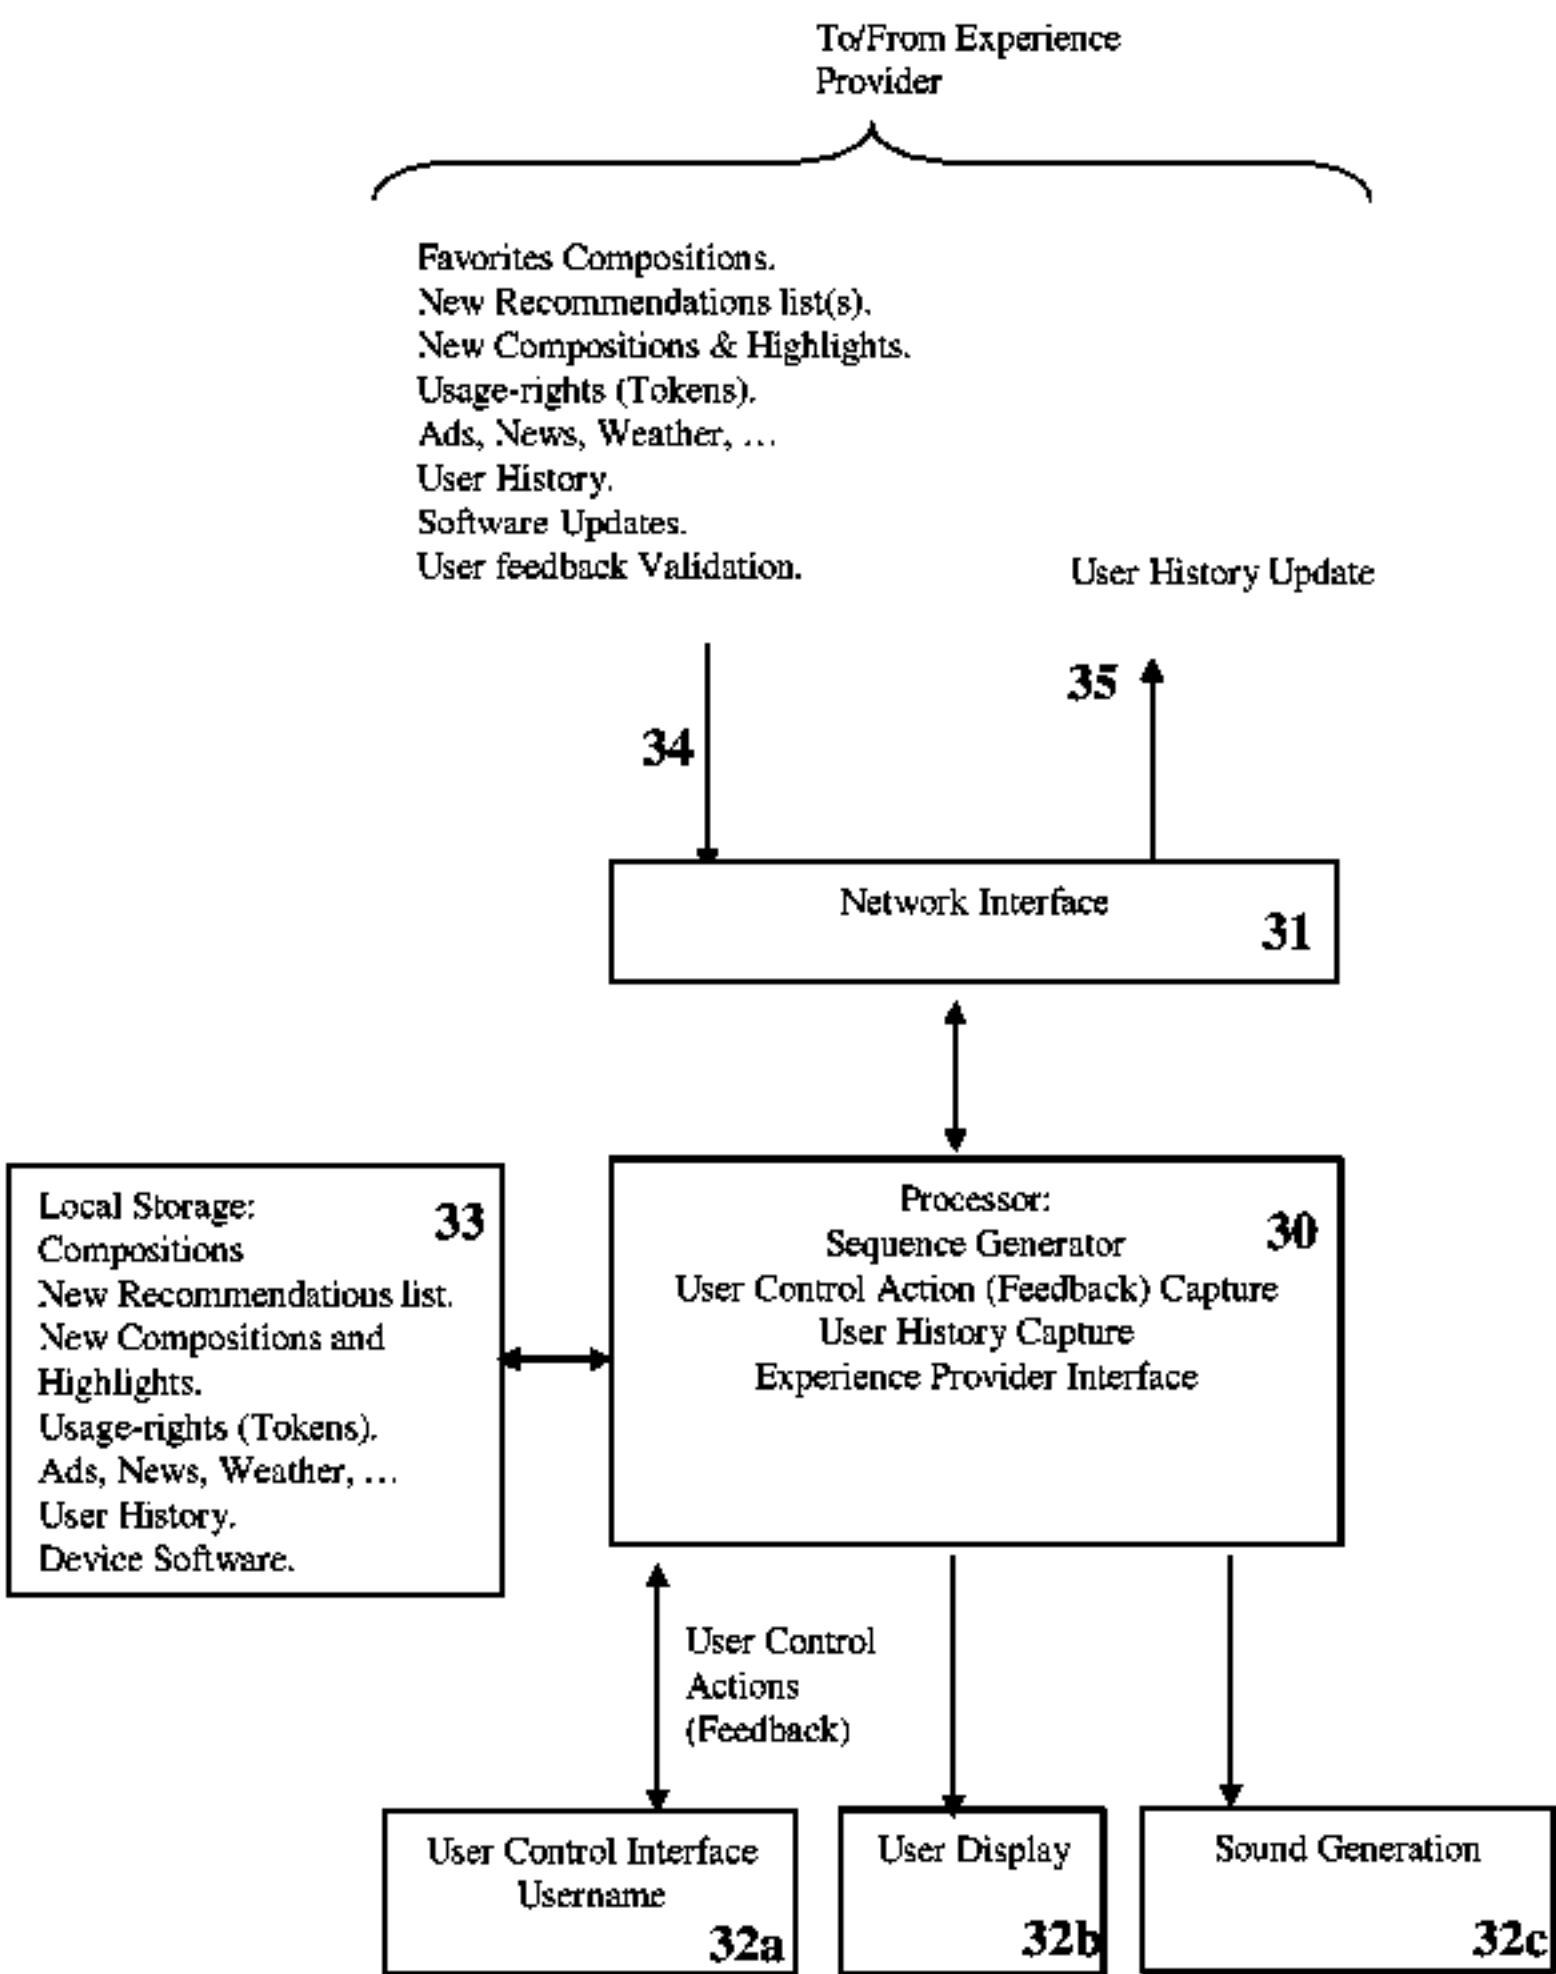 To/From Experience
Provider
Favorites Compositions.
New Recommendations list(s).
New Compositions & Highlights.
Usage-rights (Tokens).
Ads, News, Weather, ...
User History.
Software Updates.
User feedback Validation.
User History Update
35
34
Network Interface
31
Local Storage:
33
Compositions
New Recommendations list.
New Compositions and
Highlights.
Usage-rights (Tokens).
Ads, News, Weather, ...
User History.
Device Software.
Processor:
30
Sequence Generator
User Control Action (Feedback) Capture
User History Capture
Experience Provider Interface
User Control
Actions
(Feedback)
User Control Interface
Username
32a
User Display
32b
Sound Generation
32c